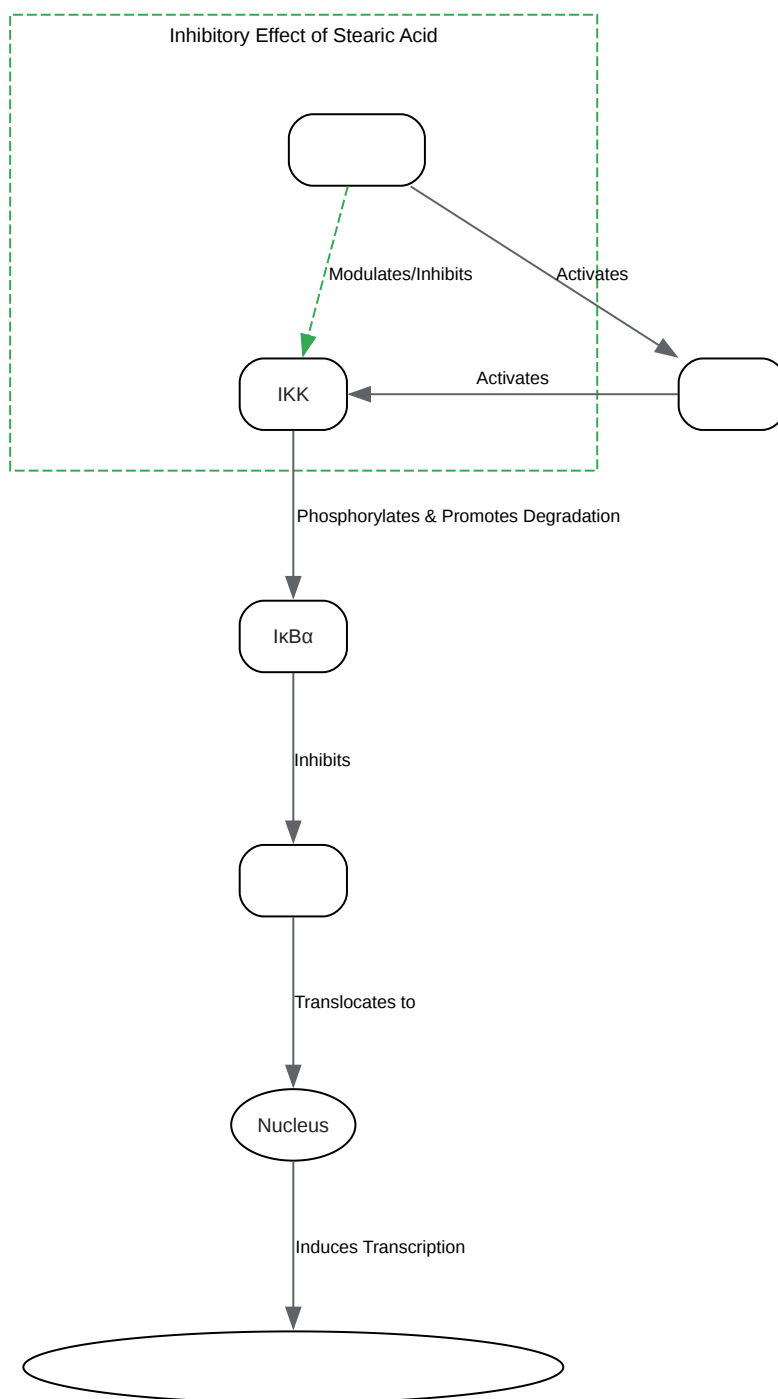 Inhibitory Effect of Stearic Acid
Modulates/Inhibits
Activates
IKK
Activates
Phosphorylates & Promotes Degradation
IκBα
Inhibits
Translocates to
Nucleus
Induces Transcription